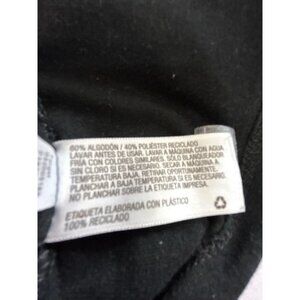 60% ALGODÓN / 40% POLIÉSTER RECICLADO
LAVAR ANTES DE USAR. LAVAR A MÁQUINA CON AGUA
FRÍA CON COLORES SIMILARES. SÓLO BLANQUEADOR
SIN CLORO SI ES NECESARIO. SECAR A MÁQUINA A
TEMPERATURA BAJA. RETIRAR OPORTUNAMENTE.
PLANCHAR A BAJA TEMPERATURA SI ES NECESARIO.
NO PLANCHAR SOBRE LA PARTE IMPRESA.
ETIQUETA ELABORADA CON PLÁSTICO
100% RECICLADO